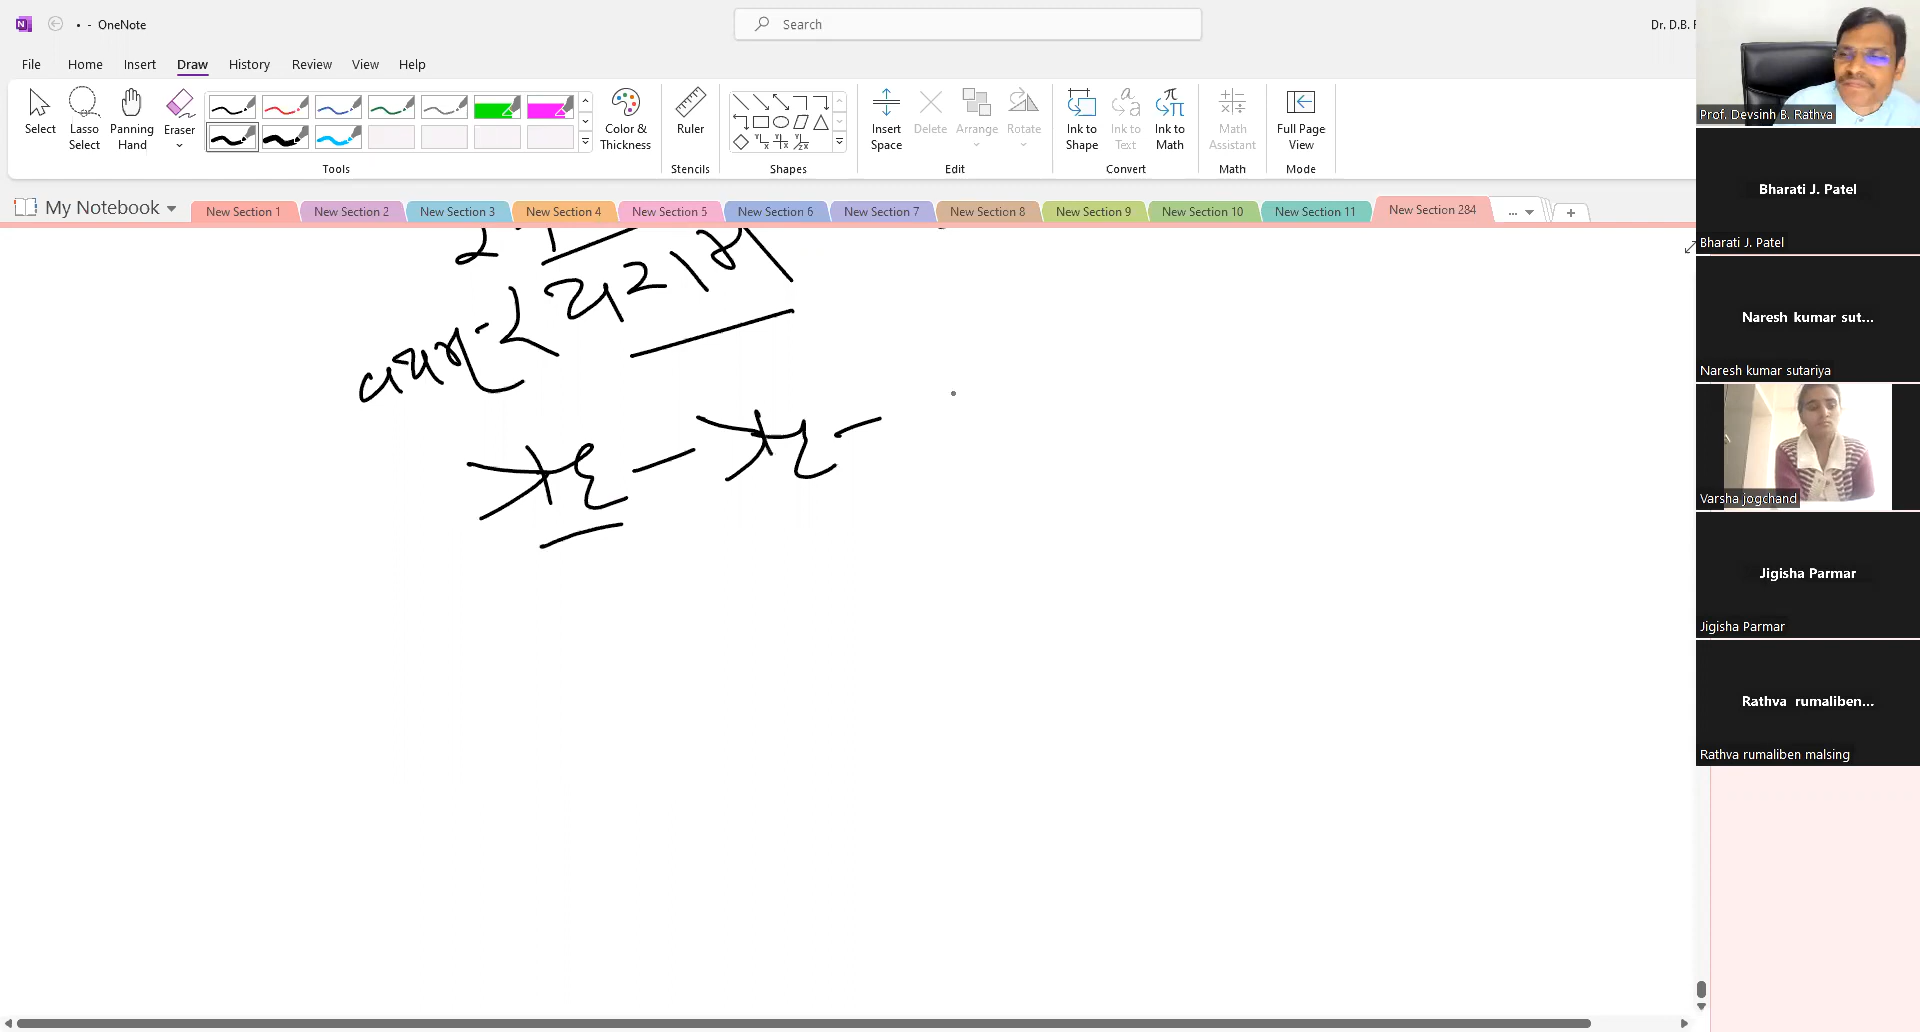 OneNote
Search
Dr. D.B. R
File Home Insert Draw History Review View Help
Select
Lasso Select
Panning Hand
Eraser
Color & Thickness
Ruler
Insert Space
Delete
Arrange
Rotate
Ink to Shape
Ink to Text
Ink to Math
Math Assistant
Full Page View
Tools Stencils Shapes Edit Convert Math Mode
My Notebook New Section 1 New Section 2 New Section 3 New Section 4 New Section 5 New Section 6 New Section 7 New Section 8 New Section 9 New Section 10 New Section 11 New Section 284 ...
Prof. Devsinh B. Rathva
Bharati J. Patel
Bharati J. Patel
Naresh kumar sut...
Naresh kumar sutariya
Varsha jogchand
Jigisha Parmar
Jigisha Parmar
Rathva rumaliben...
Rathva rumaliben malsing